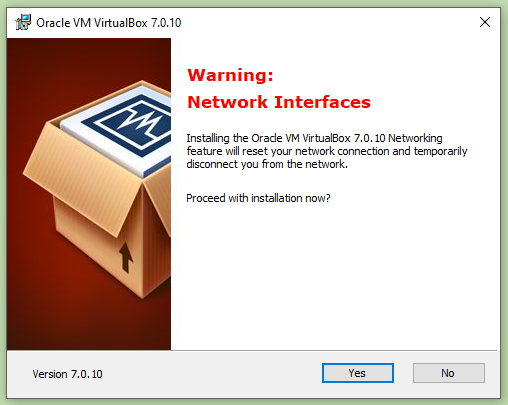 Oracle VM VirtualBox 7.0.10
Warning:
Network Interfaces
Installing the Oracle VM VirtualBox 7.0.10 Networking
feature will reset your network connection and temporarily
disconnect you from the network.
Proceed with installation now?
Version 7.0.10
Yes
No